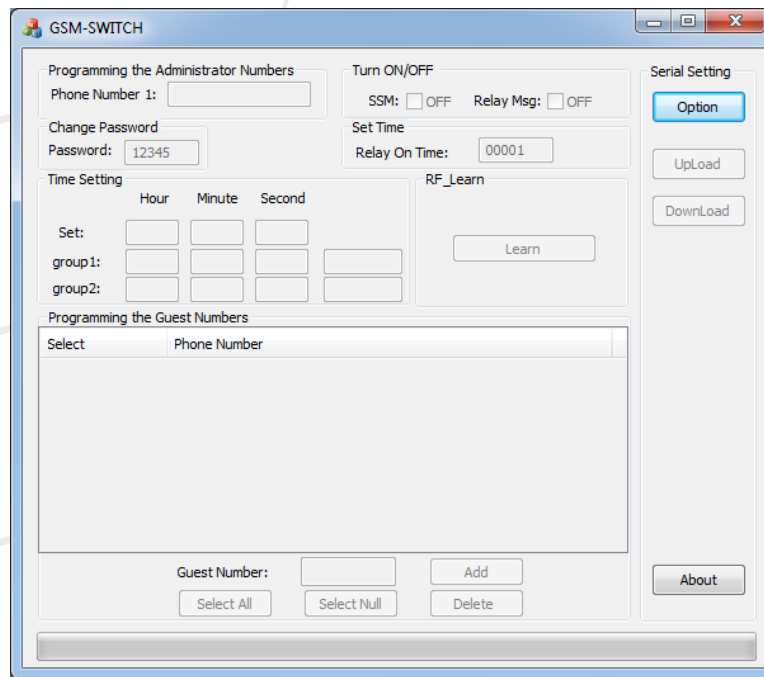 GSM-SWITCH
Programming the Administrator Numbers
Phone Number 1:
Turn ON/OFF
SSM: OFF Relay Msg: OFF
Serial Setting
Option
Change Password
Password: 12345
Set Time
Relay On Time: 00001
UpLoad
DownLoad
Time Setting
Hour Minute Second
Set:
group1:
group2:
RF_Learn
Learn
Programming the Guest Numbers
Select Phone Number
Guest Number: Add
Select All Select Null Delete
About